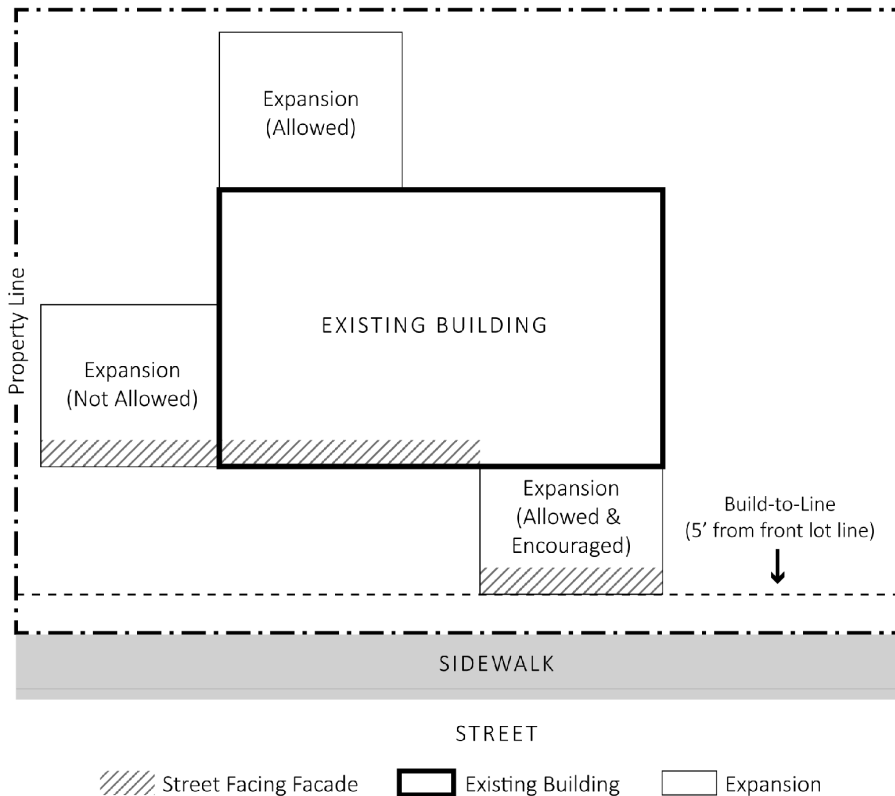 Expansion
(Allowed)
EXISTING BUILDING
Property Line
Expansion
(Not Allowed)
Expansion
(Allowed &
Encouraged)
Build-to-Line
(5’ from front lot line)
SIDEWALK
STREET
Street Facing Facade
Existing Building
Expansion